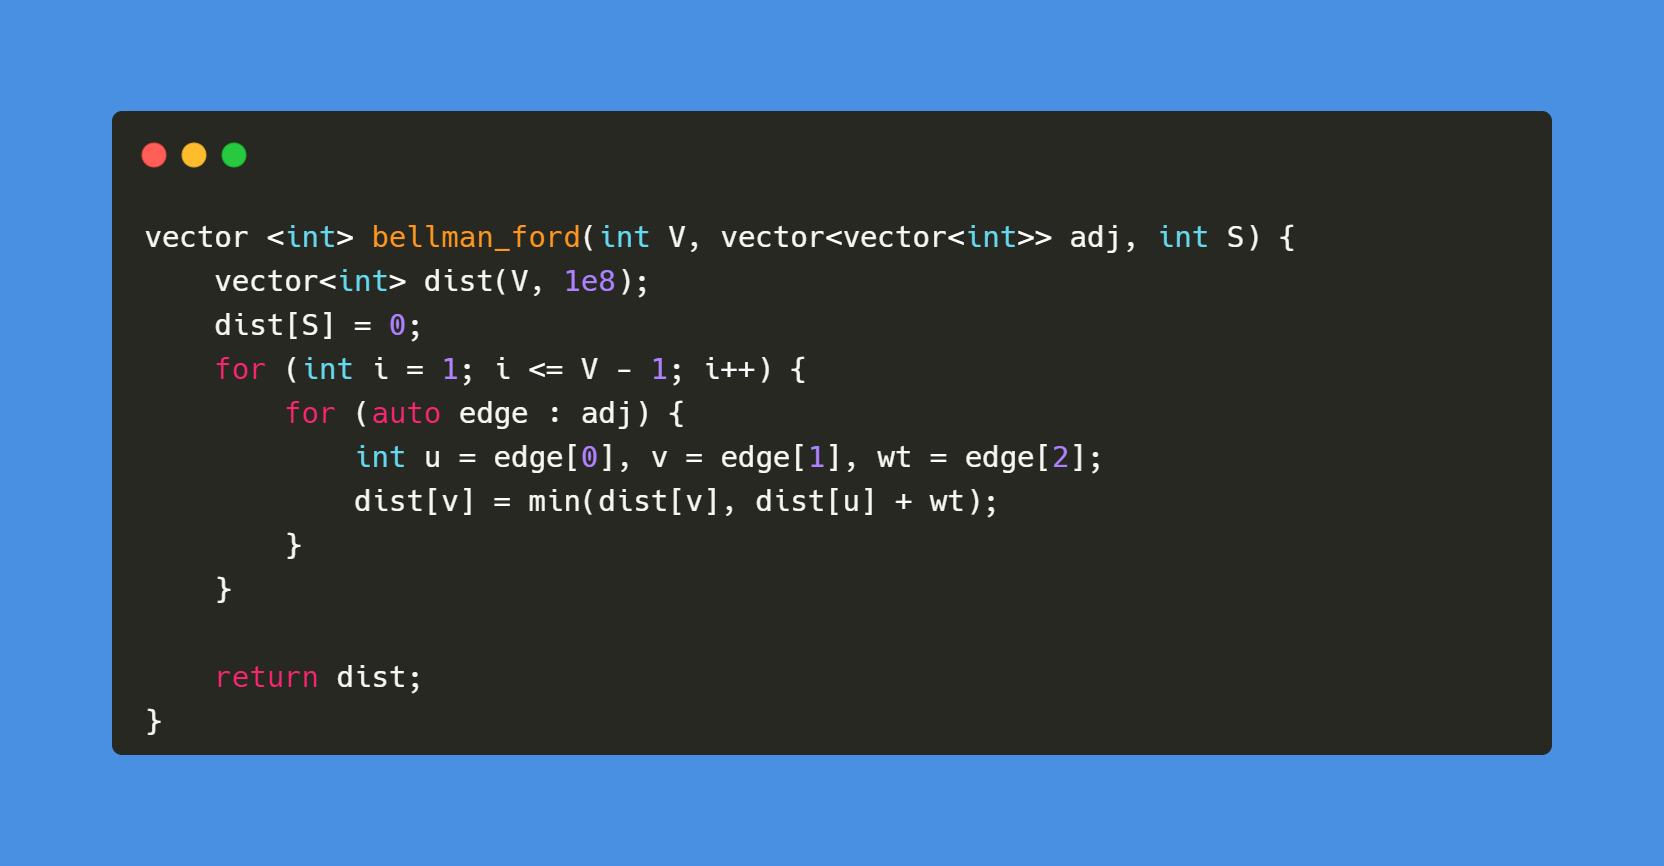 vector <int> bellman_ford(int V, vector<vector<int>> adj, int S) {
    vector<int> dist(V, 1e8);
    dist[S] = 0;
    for (int i = 1; i <= V - 1; i++) {
        for (auto edge : adj) {
            int u = edge[0], v = edge[1], wt = edge[2];
            dist[v] = min(dist[v], dist[u] + wt);
        }
    }

    return dist;
}